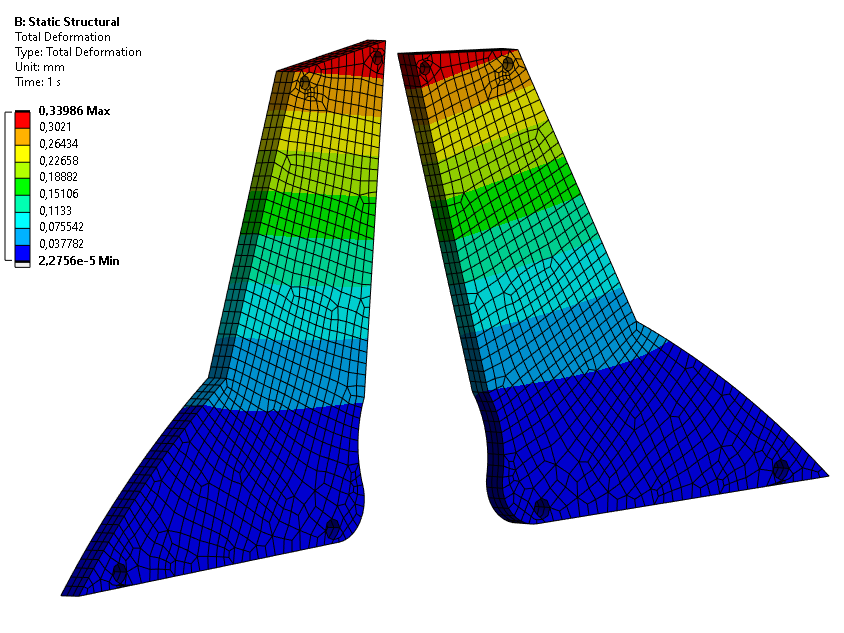 B: Static Structural
Total Deformation
Type: Total Deformation
Unit: mm
Time: 1 s
0,33986 Max
0,3021
0,26434
0,22658
0,18882
0,15106
0,1133
0,075542
0,037782
2,2756e-5 Min